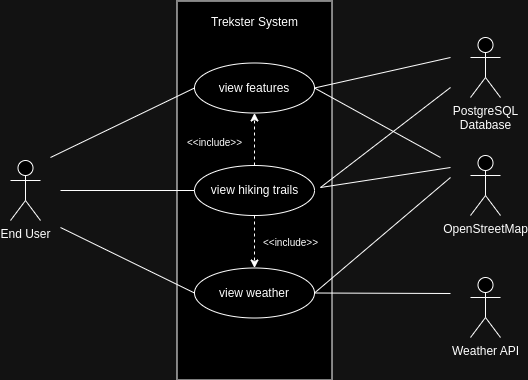 Trekster System
view features
PostgreSQL
Database
<<include>>
view hiking trails
End User
OpenStreetMap
<<include>>
view weather
Weather API